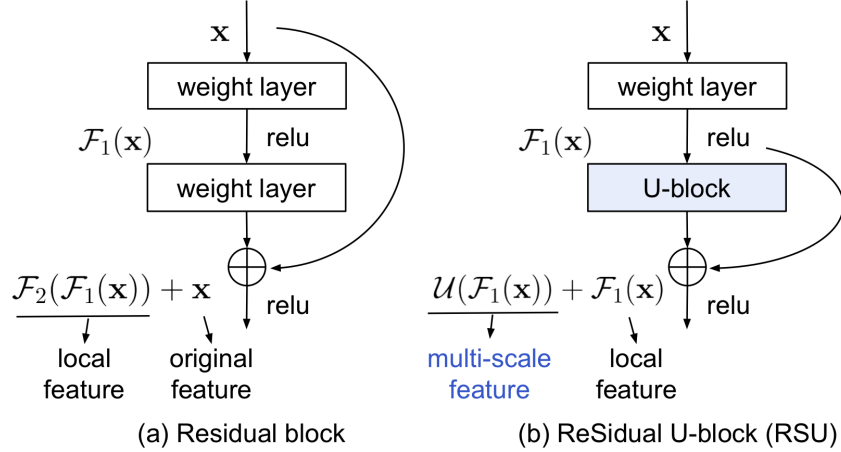 x
weight layer
F₁(x)
relu
weight layer
F₂(F₁(x)) + x
relu
local
feature
original
feature
(a) Residual block
x
weight layer
F₁(x)
relu
U-block
U(F₁(x)) + F₁(x)
relu
multi-scale
feature
local
feature
(b) ReSidual U-block (RSU)